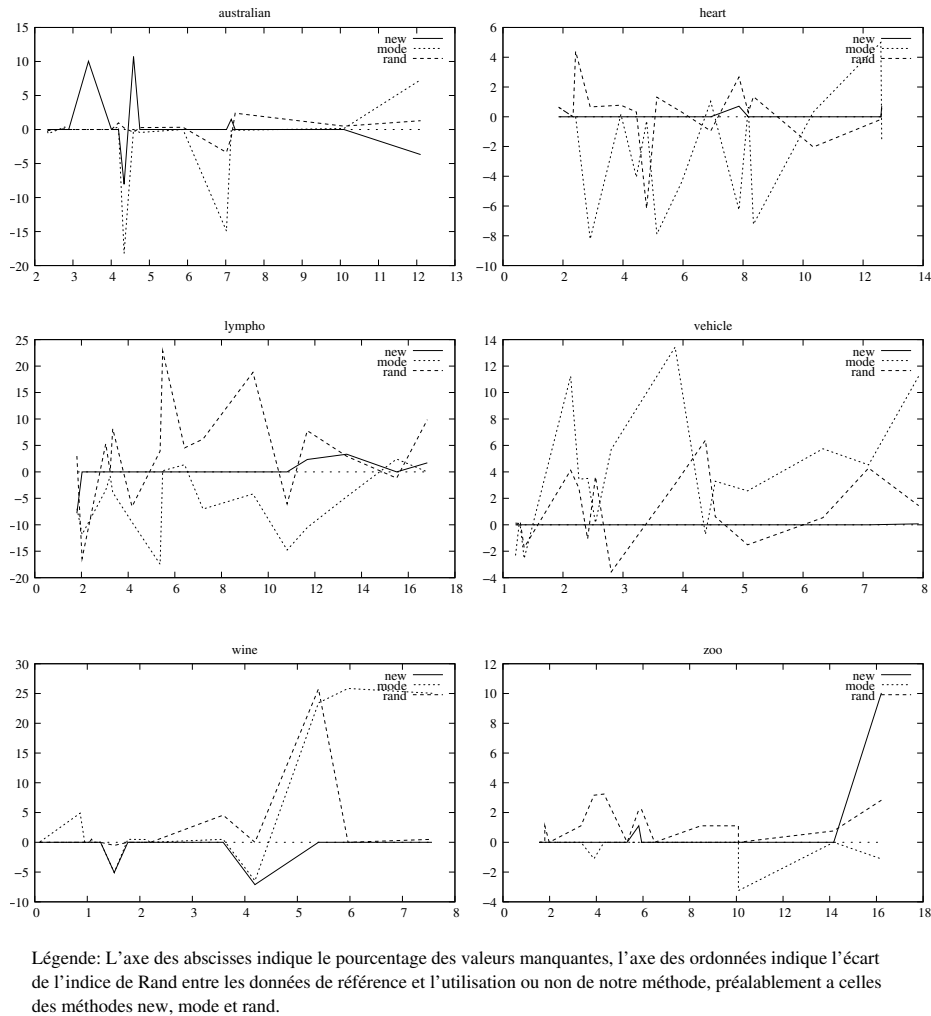 australian
15
10
5
0
-5
-10
-15
-20
2 3 4 5 6 7 8 9 10 11 12 13
new
mode
rand
heart
6
4
2
0
-2
-4
-6
-8
-10
0 2 4 6 8 10 12 14
new
mode
rand
lympho
25
20
15
10
5
0
-5
-10
-15
-20
0 2 4 6 8 10 12 14 16 18
new
mode
rand
vehicle
14
12
10
8
6
4
2
0
-2
-4
1 2 3 4 5 6 7 8
new
mode
rand
wine
30
25
20
15
10
5
0
-5
-10
0 1 2 3 4 5 6 7 8
new
mode
rand
zoo
12
10
8
6
4
2
0
-2
-4
0 2 4 6 8 10 12 14 16 18
new
mode
rand
Légende: L'axe des abscisses indique le pourcentage des valeurs manquantes, l'axe des ordonnées indique l'écart
de l'indice de Rand entre les données de référence et l'utilisation ou non de notre méthode, préalablement a celles
des méthodes new, mode et rand.